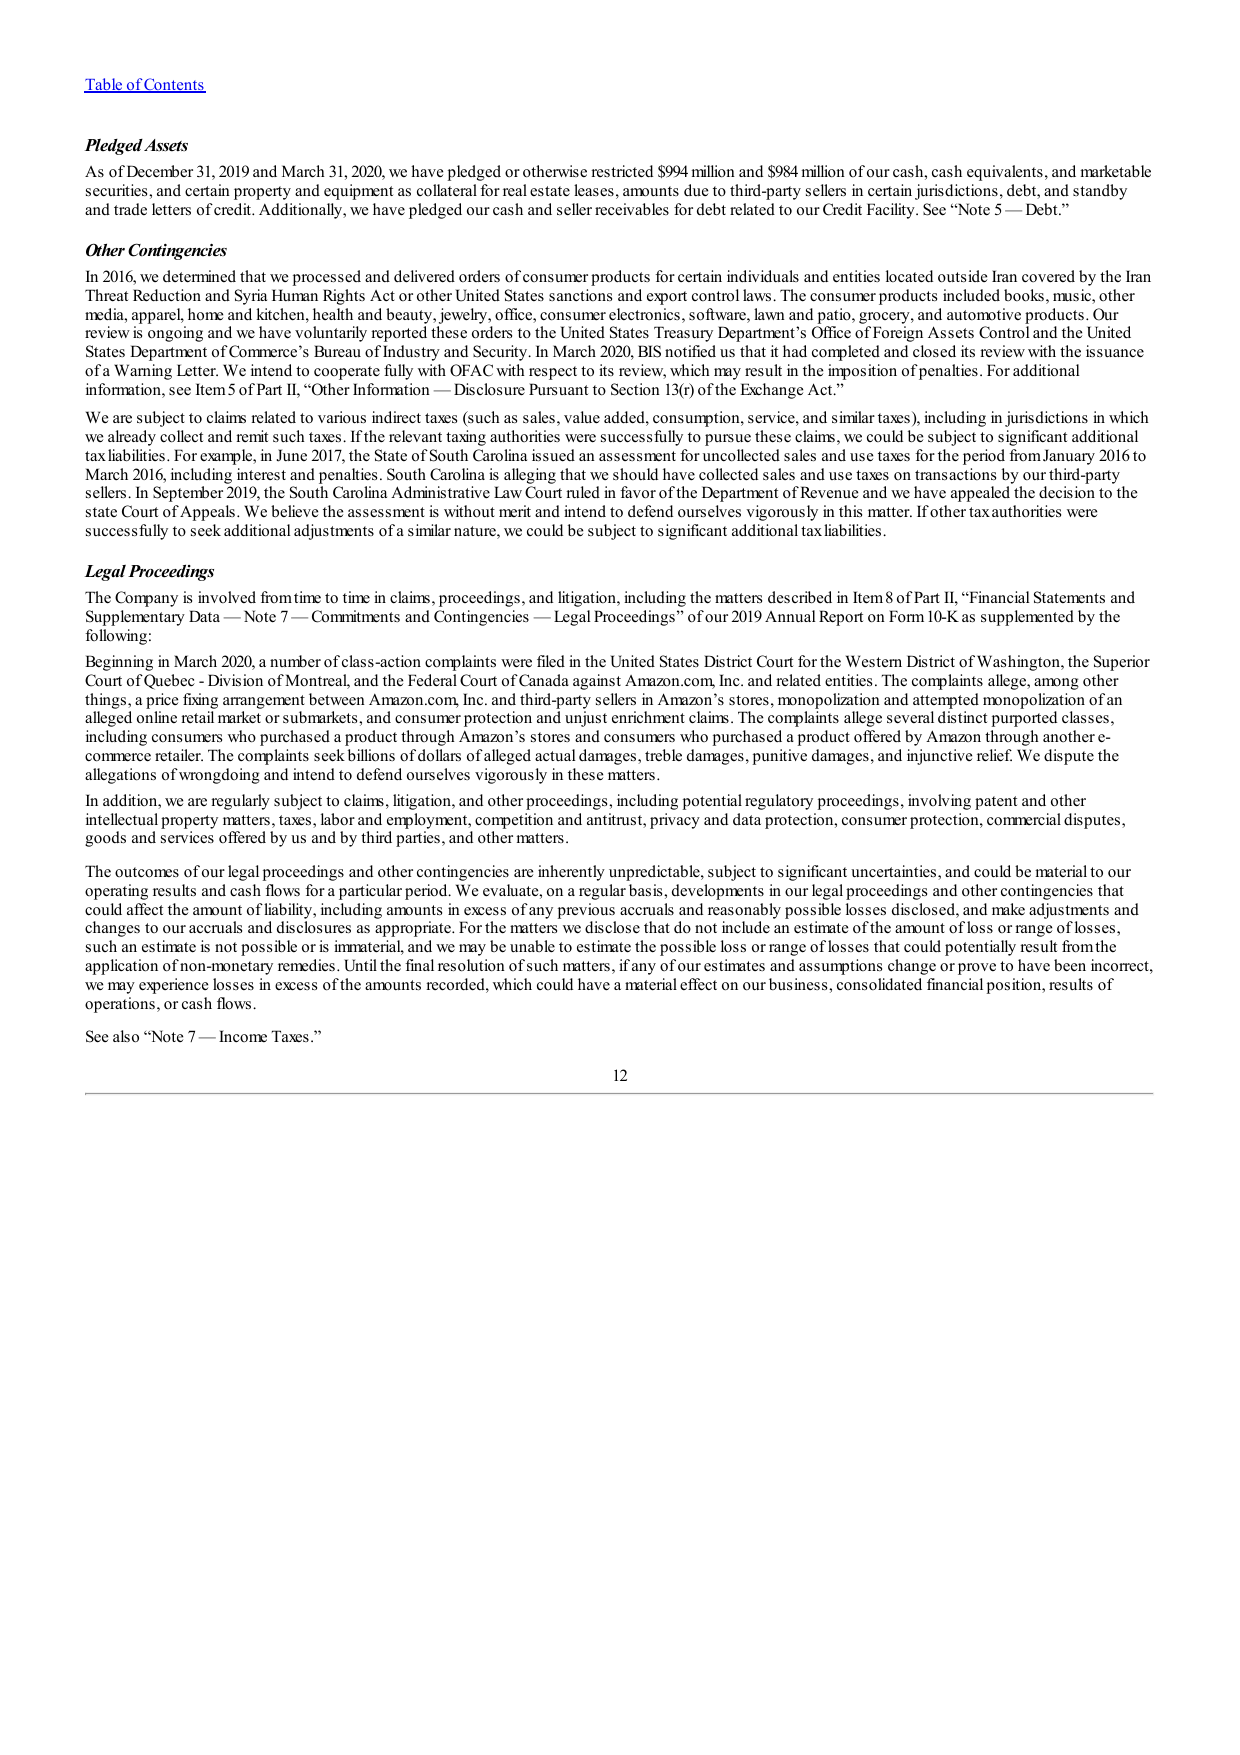 Table of Contents
Pledged Assets
As of December 31, 2019 and March 31, 2020, we have pledged or otherwise restricted $994 million and $984 million of our cash, cash equivalents, and marketable
securities, and certain property and equipment as collateral for real estate leases, amounts due to third-party sellers in certain jurisdictions, debt, and standby
and trade letters of credit. Additionally, we have pledged our cash and seller receivables for debt related to our Credit Facility. See “Note 5 — Debt.”
Other Contingencies
In 2016, we determined that we processed and delivered orders of consumer products for certain individuals and entities located outside Iran covered by the Iran
Threat Reduction and Syria Human Rights Act or other United States sanctions and export control laws. The consumer products included books, music, other
media, apparel, home and kitchen, health and beauty, jewelry, office, consumer electronics, software, lawn and patio, grocery, and automotive products. Our
review is ongoing and we have voluntarily reported these orders to the United States Treasury Department’s Office of Foreign Assets Control and the United
States Department of Commerce’s Bureau of Industry and Security. In March 2020, BIS notified us that it had completed and closed its review with the issuance
of a Warning Letter. We intend to cooperate fully with OFAC with respect to its review, which may result in the imposition of penalties. For additional
information, see Item 5 of Part II, “Other Information — Disclosure Pursuant to Section 13(r) of the Exchange Act.”
We are subject to claims related to various indirect taxes (such as sales, value added, consumption, service, and similar taxes), including in jurisdictions in which
we already collect and remit such taxes. If the relevant taxing authorities were successfully to pursue these claims, we could be subject to significant additional
tax liabilities. For example, in June 2017, the State of South Carolina issued an assessment for uncollected sales and use taxes for the period from January 2016 to
March 2016, including interest and penalties. South Carolina is alleging that we should have collected sales and use taxes on transactions by our third-party
sellers. In September 2019, the South Carolina Administrative Law Court ruled in favor of the Department of Revenue and we have appealed the decision to the
state Court of Appeals. We believe the assessment is without merit and intend to defend ourselves vigorously in this matter. If other tax authorities were
successfully to seek additional adjustments of a similar nature, we could be subject to significant additional tax liabilities.
Legal Proceedings
The Company is involved from time to time in claims, proceedings, and litigation, including the matters described in Item 8 of Part II, “Financial Statements and
Supplementary Data — Note 7 — Commitments and Contingencies — Legal Proceedings” of our 2019 Annual Report on Form 10-K as supplemented by the
following:
Beginning in March 2020, a number of class-action complaints were filed in the United States District Court for the Western District of Washington, the Superior
Court of Quebec - Division of Montreal, and the Federal Court of Canada against Amazon.com, Inc. and related entities. The complaints allege, among other
things, a price fixing arrangement between Amazon.com, Inc. and third-party sellers in Amazon’s stores, monopolization and attempted monopolization of an
alleged online retail market or submarkets, and consumer protection and unjust enrichment claims. The complaints allege several distinct purported classes,
including consumers who purchased a product through Amazon’s stores and consumers who purchased a product offered by Amazon through another e-
commerce retailer. The complaints seek billions of dollars of alleged actual damages, treble damages, punitive damages, and injunctive relief. We dispute the
allegations of wrongdoing and intend to defend ourselves vigorously in these matters.
In addition, we are regularly subject to claims, litigation, and other proceedings, including potential regulatory proceedings, involving patent and other
intellectual property matters, taxes, labor and employment, competition and antitrust, privacy and data protection, consumer protection, commercial disputes,
goods and services offered by us and by third parties, and other matters.
The outcomes of our legal proceedings and other contingencies are inherently unpredictable, subject to significant uncertainties, and could be material to our
operating results and cash flows for a particular period. We evaluate, on a regular basis, developments in our legal proceedings and other contingencies that
could affect the amount of liability, including amounts in excess of any previous accruals and reasonably possible losses disclosed, and make adjustments and
changes to our accruals and disclosures as appropriate. For the matters we disclose that do not include an estimate of the amount of loss or range of losses,
such an estimate is not possible or is immaterial, and we may be unable to estimate the possible loss or range of losses that could potentially result from the
application of non-monetary remedies. Until the final resolution of such matters, if any of our estimates and assumptions change or prove to have been incorrect,
we may experience losses in excess of the amounts recorded, which could have a material effect on our business, consolidated financial position, results of
operations, or cash flows.
See also “Note 7 — Income Taxes.”
12